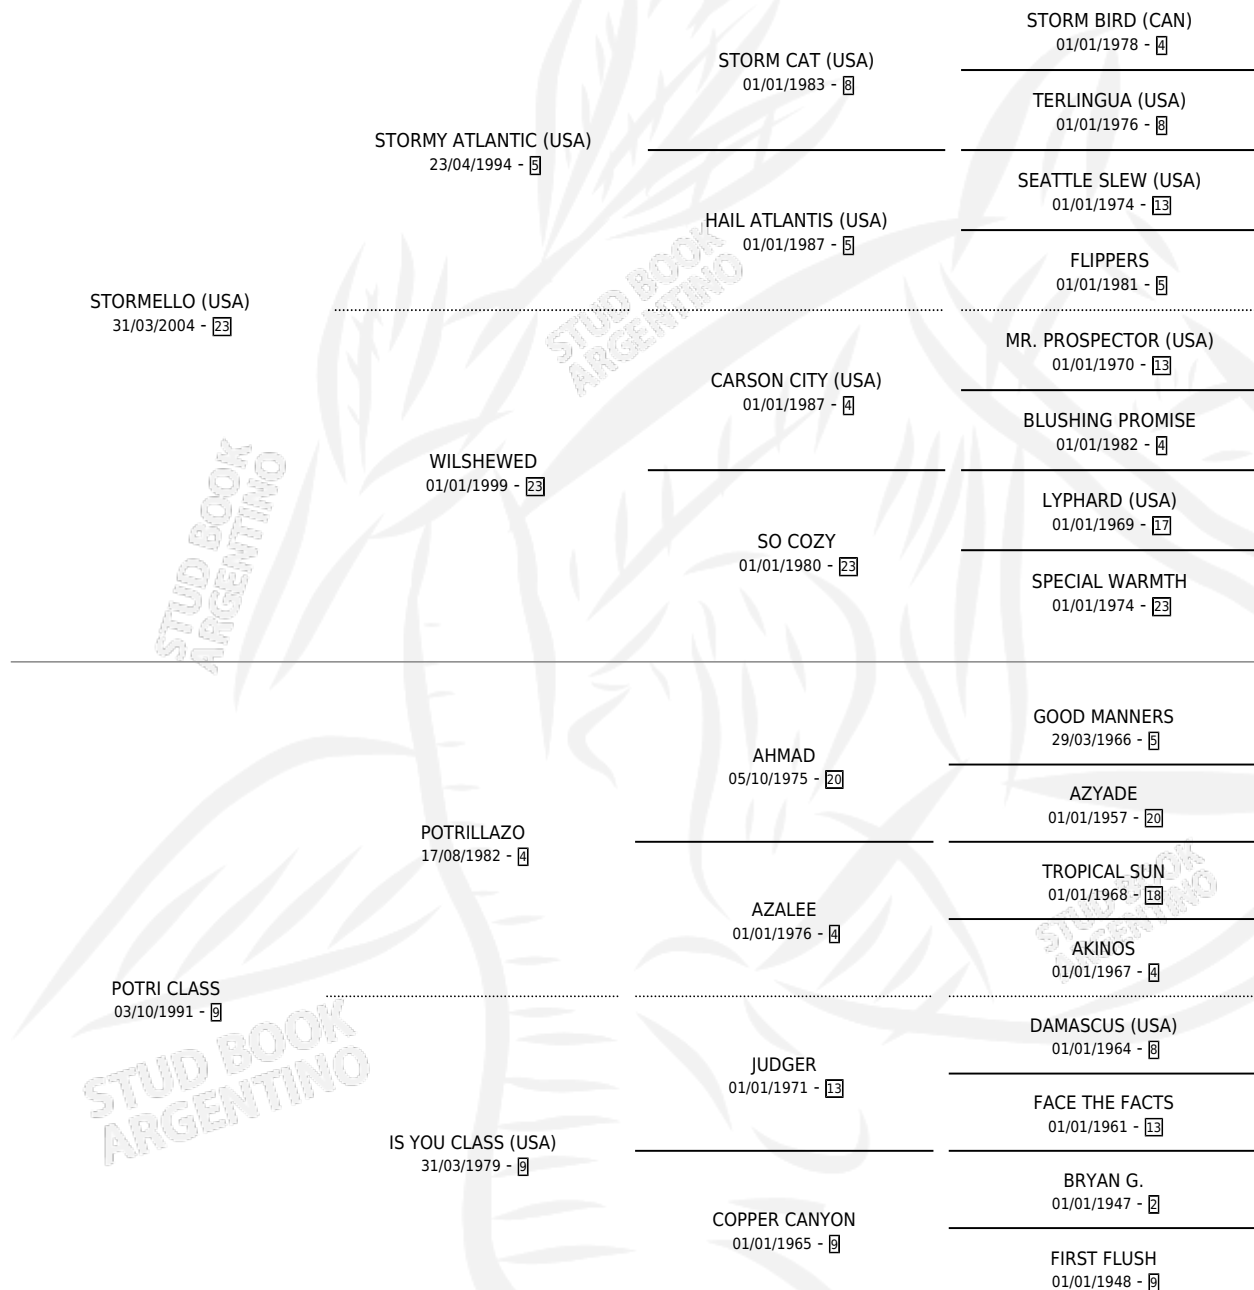 STORM BIRD (CAN)
01/01/1978 - 4
STORM CAT (USA)
01/01/1983 - 8
TERLINGUA (USA)
01/01/1976 - 8
STORMY ATLANTIC (USA)
23/04/1994 - 5
SEATTLE SLEW (USA)
01/01/1974 - 13
HAIL ATLANTIS (USA)
01/01/1987 - 5
FLIPPERS
01/01/1981 - 5
STORMELLO (USA)
31/03/2004 - 23
STUD BOOK
ARGENTINO
MR. PROSPECTOR (USA)
01/01/1970 - 13
CARSON CITY (USA)
01/01/1987 - 4
BLUSHING PROMISE
01/01/1982 - 4
WILSHEWED
01/01/1999 - 23
LYPHARD (USA)
01/01/1969 - 17
SO COZY
01/01/1980 - 23
SPECIAL WARMTH
01/01/1974 - 23
STUD BOOK
ARGENTINO
GOOD MANNERS
29/03/1966 - 5
AHMAD
05/10/1975 - 20
AZYADE
01/01/1957 - 20
POTRILLAZO
17/08/1982 - 4
TROPICAL SUN
01/01/1968 - 18
AZALEE
01/01/1976 - 4
STUD BOOK
ARGENTINO
AKINOS
01/01/1967 - 4
POTRI CLASS
03/10/1991 - 9
DAMASCUS (USA)
01/01/1964 - 8
STUD BOOK
ARGENTINO
JUDGER
01/01/1971 - 13
FACE THE FACTS
01/01/1961 - 13
IS YOU CLASS (USA)
31/03/1979 - 9
BRYAN G.
01/01/1947 - 2
COPPER CANYON
01/01/1965 - 9
FIRST FLUSH
01/01/1948 - 9